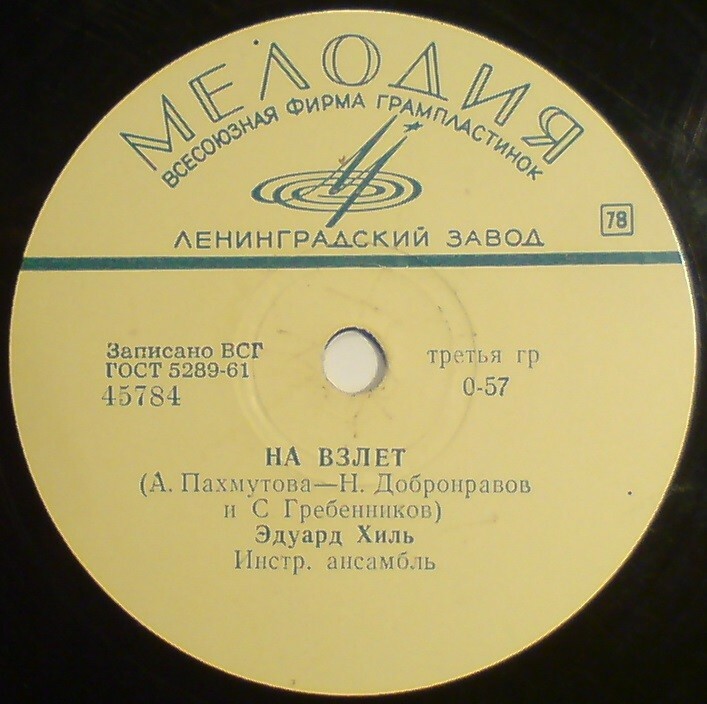 МЕЛОДИЯ
ВСЕСОЮЗНАЯ ФИРМА ГРАМПЛАСТИНОК
ЛЕНИНГРАДСКИЙ ЗАВОД
78
Записано ВСГ
ГОСТ 5289-61
45784
третья гр
0-57
НА ВЗЛЕТ
(А. Пахмутова—Н. Добронравов
и С Гребенников)
Эдуард Хиль
Инстр. ансамбль